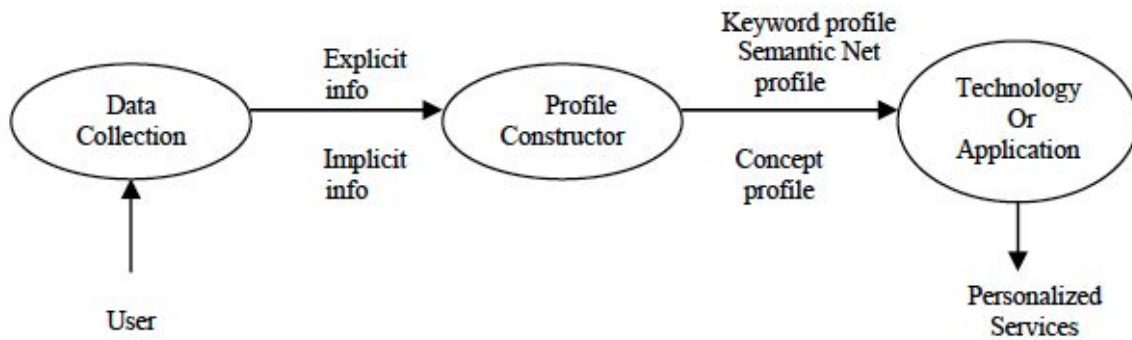 Data
Collection
User
Explicit
info
Implicit
info
Profile
Constructor
Keyword profile
Semantic Net
profile
Concept
profile
Technology
Or
Application
Personalized
Services